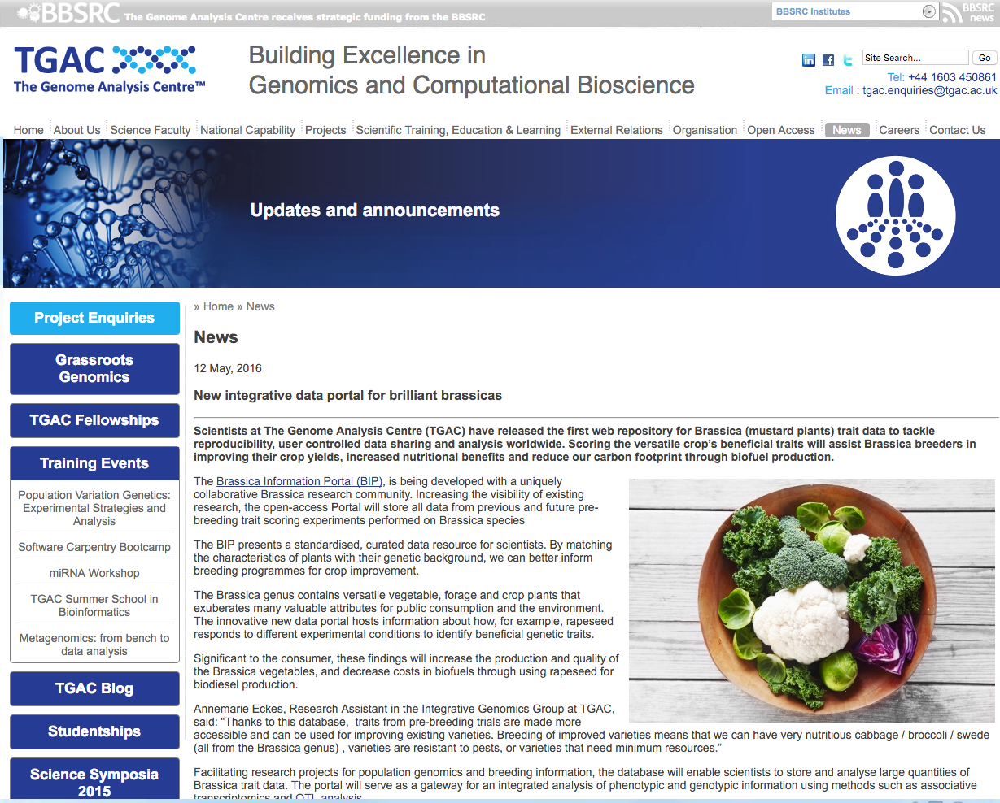 BBSRC The Genome Analysis Centre receives strategic funding from the BBSRC
BBSRC Institutes
BBSRC
news
TGAC
The Genome Analysis Centre™
Building Excellence in
Genomics and Computational Bioscience
Site Search... Go
Tel: +44 1603 450861
Email : tgac.enquiries@tgac.ac.uk
Home About Us Science Faculty National Capability Projects Scientific Training, Education & Learning External Relations Organisation Open Access News Careers Contact Us
Updates and announcements
Project Enquiries
Grassroots
Genomics
TGAC Fellowships
Training Events
Population Variation Genetics:
Experimental Strategies and
Analysis
Software Carpentry Bootcamp
miRNA Workshop
TGAC Summer School in
Bioinformatics
Metagenomics: from bench to
data analysis
TGAC Blog
Studentships
Science Symposia
2015
» Home » News
News
12 May, 2016
New integrative data portal for brilliant brassicas
Scientists at The Genome Analysis Centre (TGAC) have released the first web repository for Brassica (mustard plants) trait data to tackle
reproducibility, user controlled data sharing and analysis worldwide. Scoring the versatile crop's beneficial traits will assist Brassica breeders in
improving their crop yields, increased nutritional benefits and reduce our carbon footprint through biofuel production.
The Brassica Information Portal (BIP), is being developed with a uniquely
collaborative Brassica research community. Increasing the visibility of existing
research, the open-access Portal will store all data from previous and future pre-
breeding trait scoring experiments performed on Brassica species
The BIP presents a standardised, curated data resource for scientists. By matching
the characteristics of plants with their genetic background, we can better inform
breeding programmes for crop improvement.
The Brassica genus contains versatile vegetable, forage and crop plants that
exuberates many valuable attributes for public consumption and the environment.
The innovative new data portal hosts information about how, for example, rapeseed
responds to different experimental conditions to identify beneficial genetic traits.
Significant to the consumer, these findings will increase the production and quality of
the Brassica vegetables, and decrease costs in biofuels through using rapeseed for
biodiesel production.
Annemarie Eckes, Research Assistant in the Integrative Genomics Group at TGAC,
said: “Thanks to this database, traits from pre-breeding trials are made more
accessible and can be used for improving existing varieties. Breeding of improved varieties means that we can have very nutritious cabbage / broccoli / swede
(all from the Brassica genus) , varieties are resistant to pests, or varieties that need minimum resources.”
Facilitating research projects for population genomics and breeding information, the database will enable scientists to store and analyse large quantities of
Brassica trait data. The portal will serve as a gateway for an integrated analysis of phenotypic and genotypic information using methods such as associative
transcriptomics and QTL analysis.